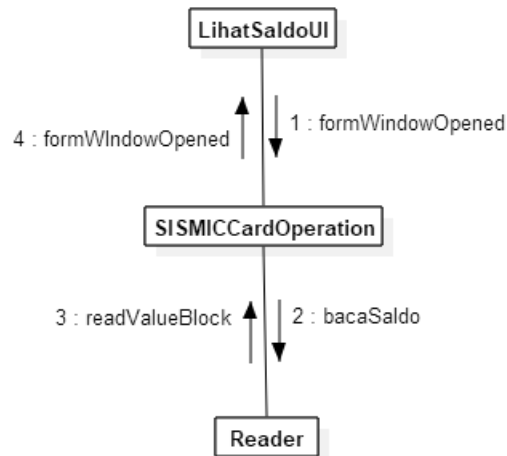 LihatSaldoUI
4 : formWIndowOpened
1 : formWindowOpened
SISMICCardOperation
3 : readValueBlock
2 : bacaSaldo
Reader